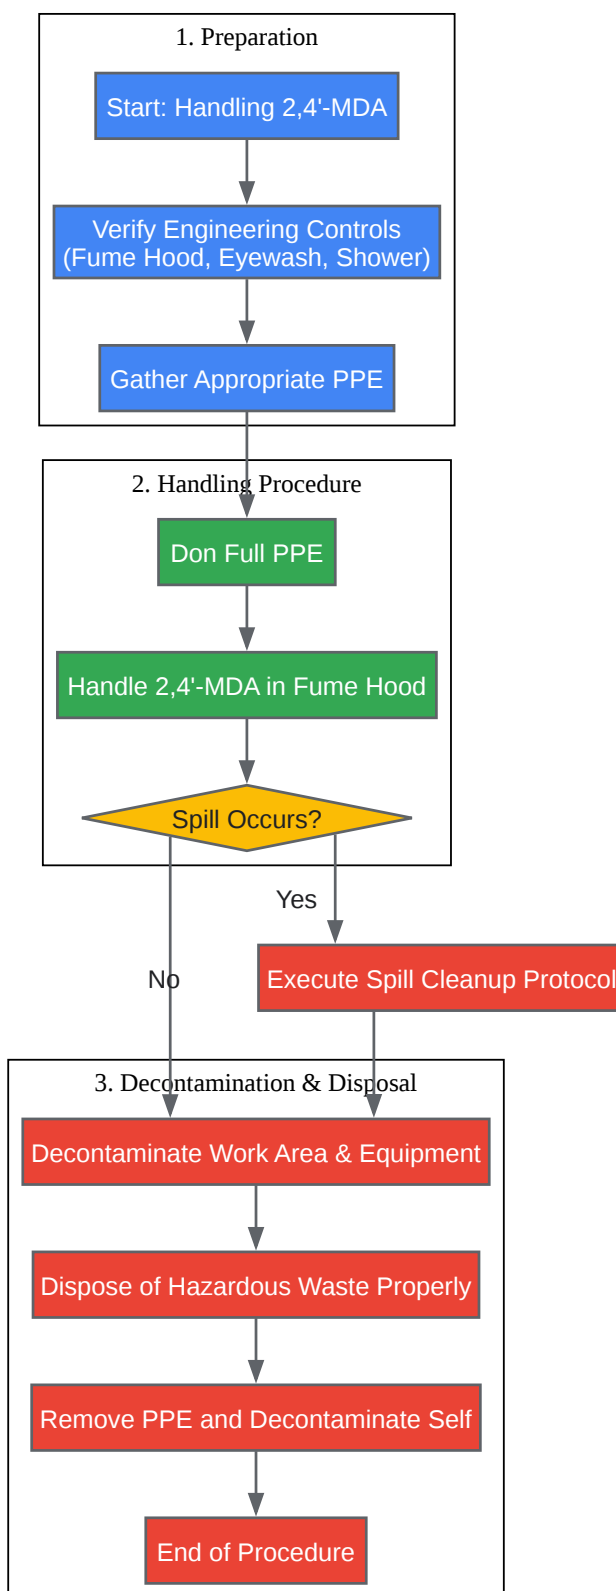 1. Preparation
Start: Handling 2,4'-MDA
Verify Engineering Controls
(Fume Hood, Eyewash, Shower)
Gather Appropriate PPE
2. Handling Procedure
Don Full PPE
Handle 2,4'-MDA in Fume Hood
Spill Occurs?
Yes
Execute Spill Cleanup Protocol
No
3. Decontamination & Disposal
Decontaminate Work Area & Equipment
Dispose of Hazardous Waste Properly
Remove PPE and Decontaminate Self
End of Procedure